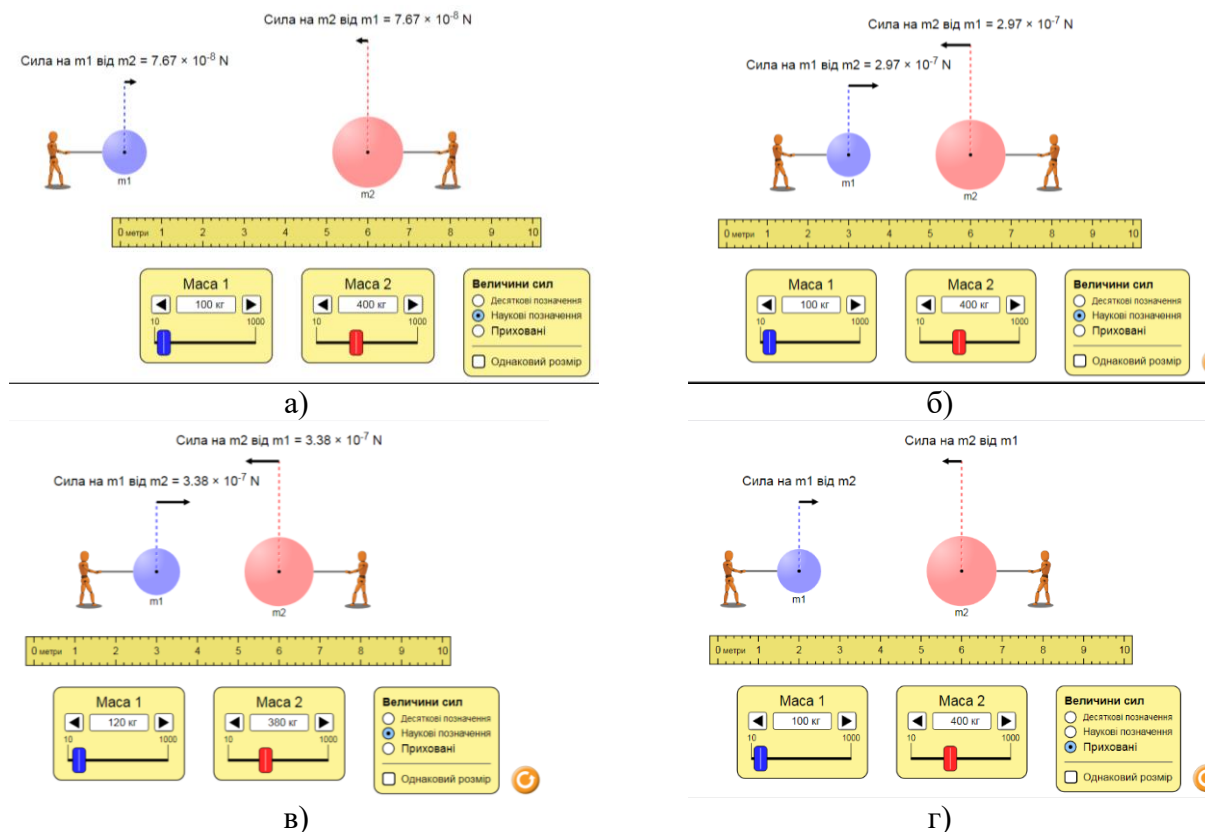 Сила на m2 від m1 = 7.67 × 10⁻⁸ N
Сила на m1 від m2 = 7.67 × 10⁻⁸ N
m1
m2
0 метри 1 2 3 4 5 6 7 8 9 10
Маса 1
100 кг
10 1000
Маса 2
400 кг
10 1000
Величини сил
Десяткові позначення
Наукові позначення
Приховані
Однаковий розмір
а)
Сила на m2 від m1 = 2.97 × 10⁻⁷ N
Сила на m1 від m2 = 2.97 × 10⁻⁷ N
m1
m2
0 метри 1 2 3 4 5 6 7 8 9 10
Маса 1
100 кг
10 1000
Маса 2
400 кг
10 1000
Величини сил
Десяткові позначення
Наукові позначення
Приховані
Однаковий розмір
б)
Сила на m2 від m1 = 3.38 × 10⁻⁷ N
Сила на m1 від m2 = 3.38 × 10⁻⁷ N
m1
m2
0 метри 1 2 3 4 5 6 7 8 9 10
Маса 1
120 кг
10 1000
Маса 2
380 кг
10 1000
Величини сил
Десяткові позначення
Наукові позначення
Приховані
Однаковий розмір
в)
Сила на m2 від m1
Сила на m1 від m2
m1
m2
0 метри 1 2 3 4 5 6 7 8 9 10
Маса 1
100 кг
10 1000
Маса 2
400 кг
10 1000
Величини сил
Десяткові позначення
Наукові позначення
Приховані
Однаковий розмір
г)